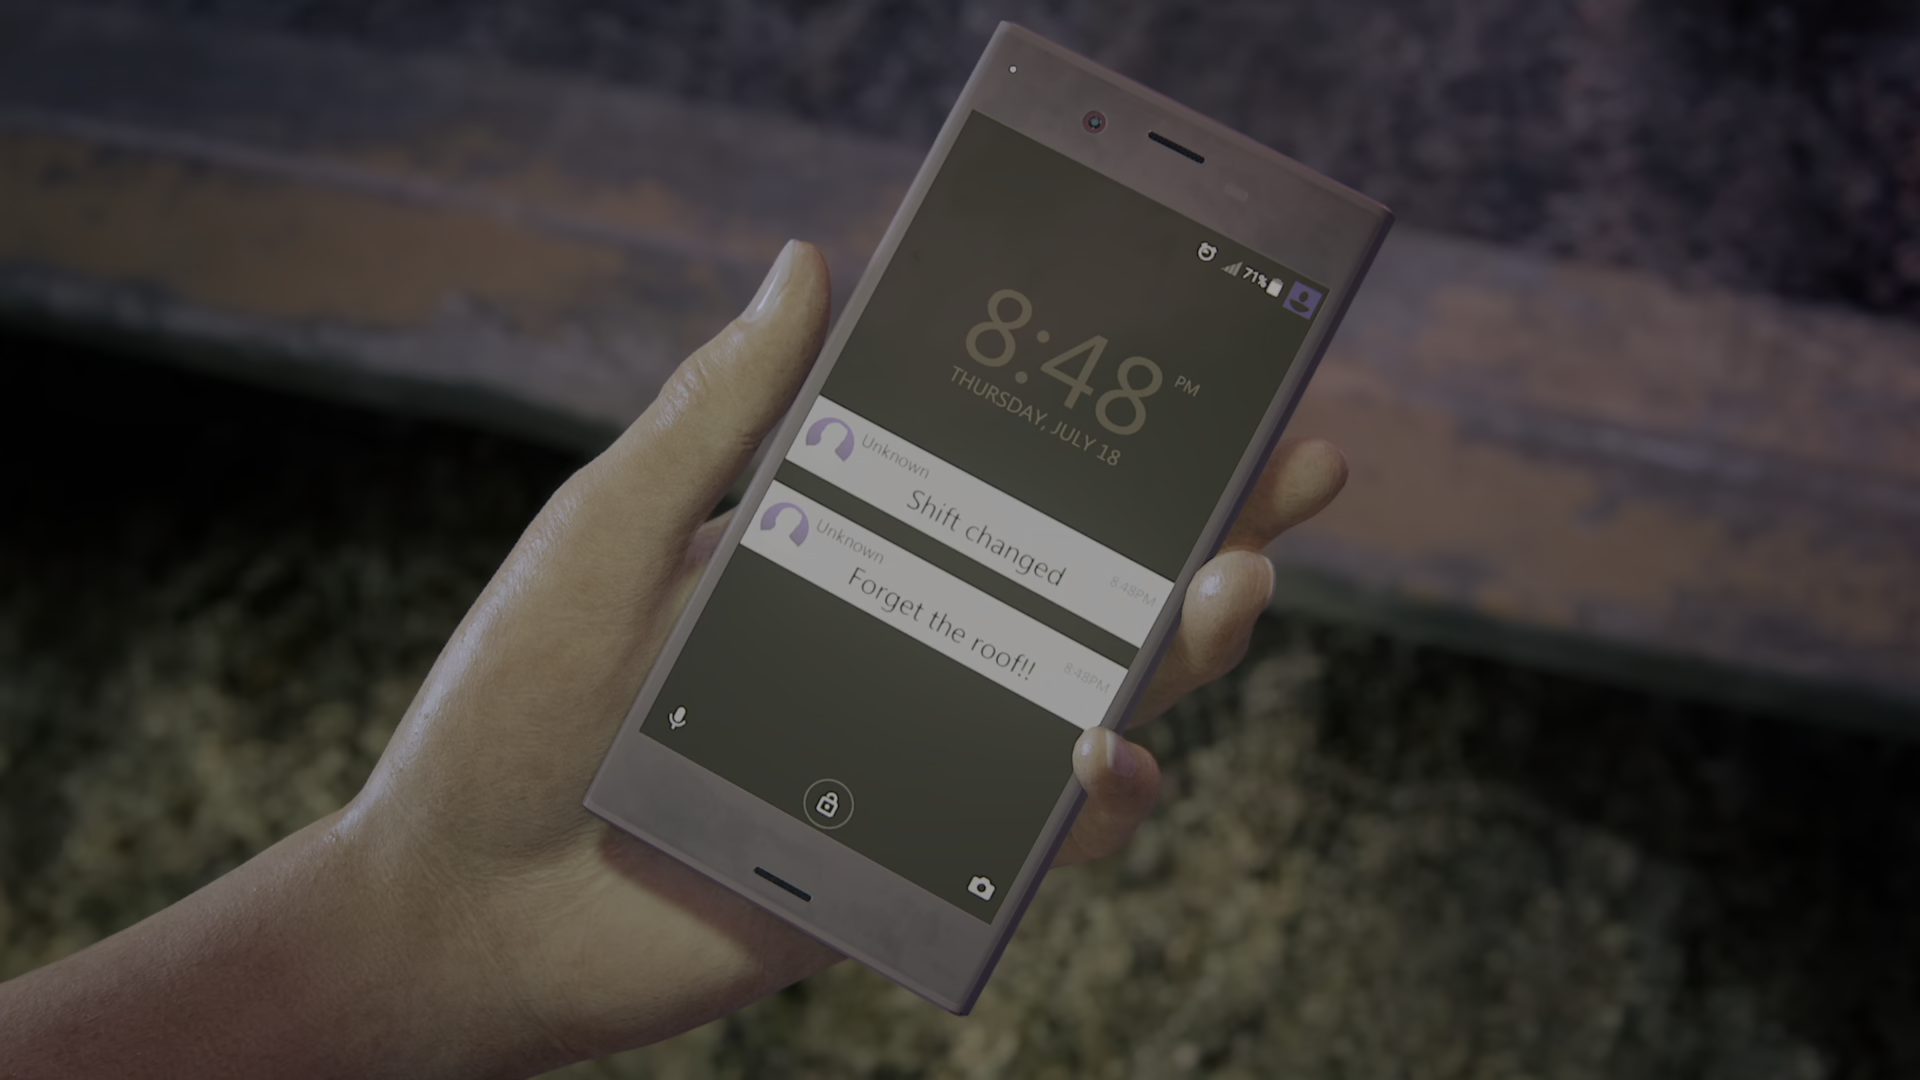 71%
8:48 PM
THURSDAY, JULY 18
Unknown
Shift changed
8:48PM
Unknown
Forget the roof!!
8:48PM